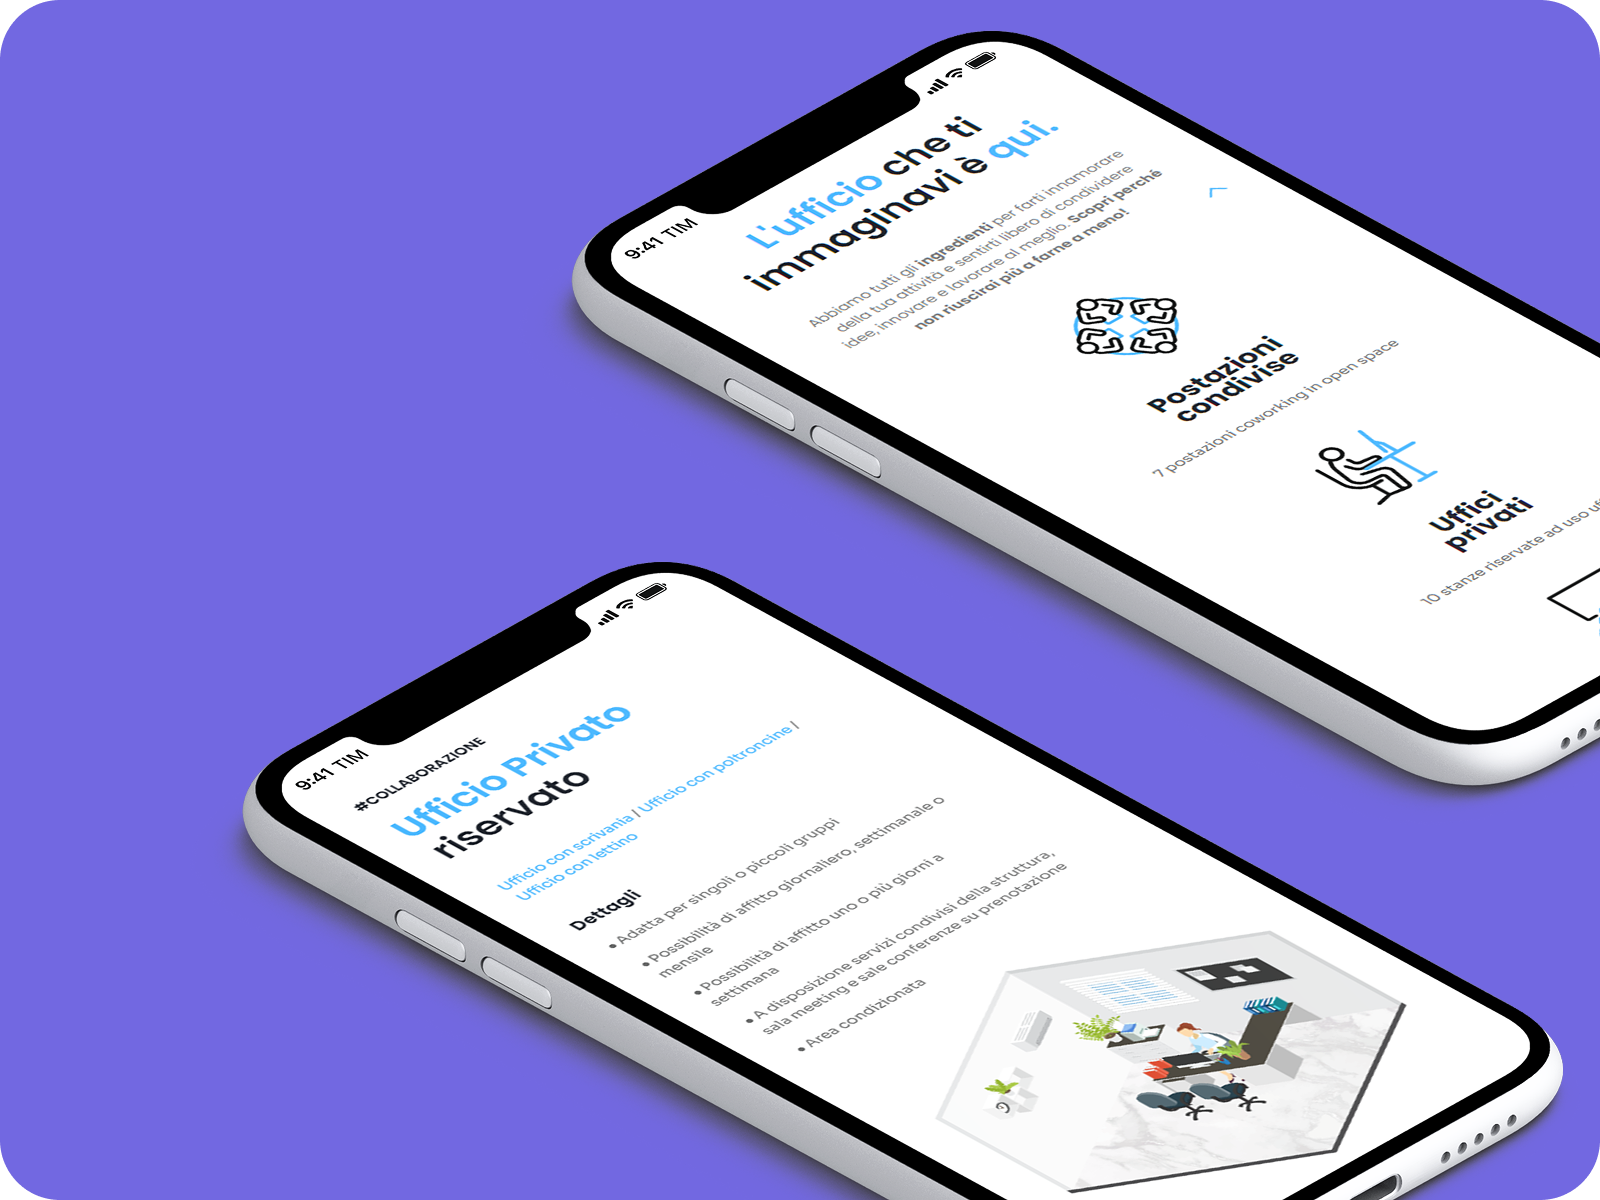 9:41 TIM
L'ufficio che ti
immaginavi è qui.
Abbiamo tutti gli ingredienti per farti innamorare
della tua attività e sentirti libero di condividere
idee, innovare e lavorare al meglio. Scopri perché
non riuscirai più a farne a meno!
Postazioni
condivise
7 postazioni coworking in open space
Uffici
privati
10 stanze riservate ad uso
9:41 TIM
#COLLABORAZIONE
Ufficio Privato
riservato
Ufficio con scrivania / Ufficio con poltroncine /
Ufficio con lettino
Dettagli
• Adatta per singoli o piccoli gruppi
• Possibilità di affitto giornaliero, settimanale o
mensile
• Possibilità di affitto uno o più giorni a
settimana
• A disposizione servizi condivisi della struttura,
sala meeting e sale conferenze su prenotazione
• Area condizionata